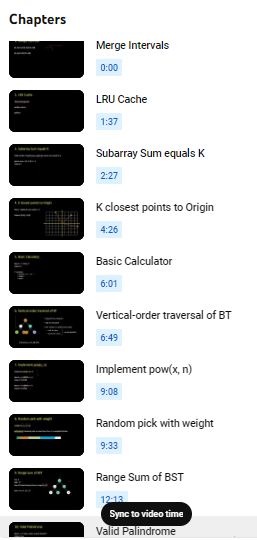 Chapters
Merge Intervals
0:00
LRU Cache
1:37
Subarray Sum equals K
2:27
K closest points to Origin
4:26
Basic Calculator
6:01
Vertical-order traversal of BT
6:49
Implement pow(x, n)
9:08
Random pick with weight
9:33
Range Sum of BST
12:13
Sync to video time
Valid Palindrome